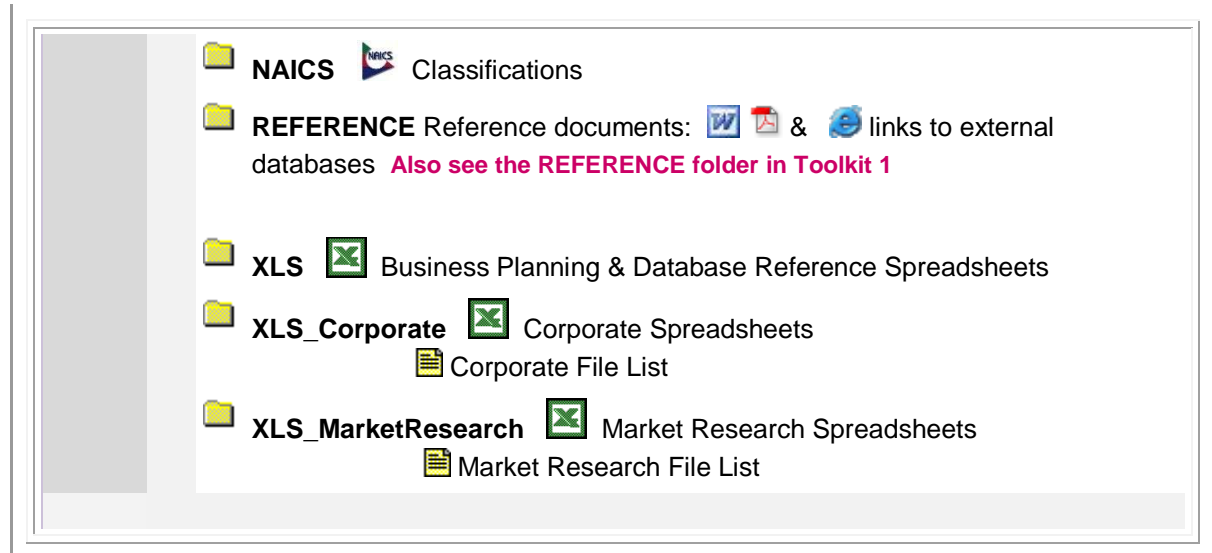 NAICS NAICS Classifications
REFERENCE Reference documents: W & links to external
databases Also see the REFERENCE folder in Toolkit 1
XLS Business Planning & Database Reference Spreadsheets
XLS_Corporate Corporate Spreadsheets
Corporate File List
XLS_MarketResearch Market Research Spreadsheets
Market Research File List